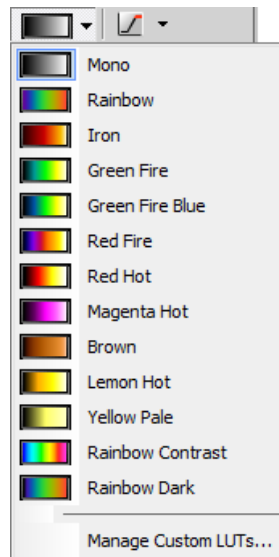 Mono
Rainbow
Iron
Green Fire
Green Fire Blue
Red Fire
Red Hot
Magenta Hot
Brown
Lemon Hot
Yellow Pale
Rainbow Contrast
Rainbow Dark
Manage Custom LUTs...